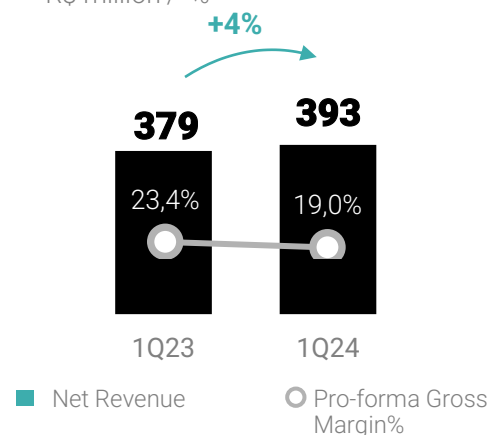 +4%
379
393
23,4%
19,0%
1Q23
1Q24
Net Revenue
Pro-forma Gross
Margin%